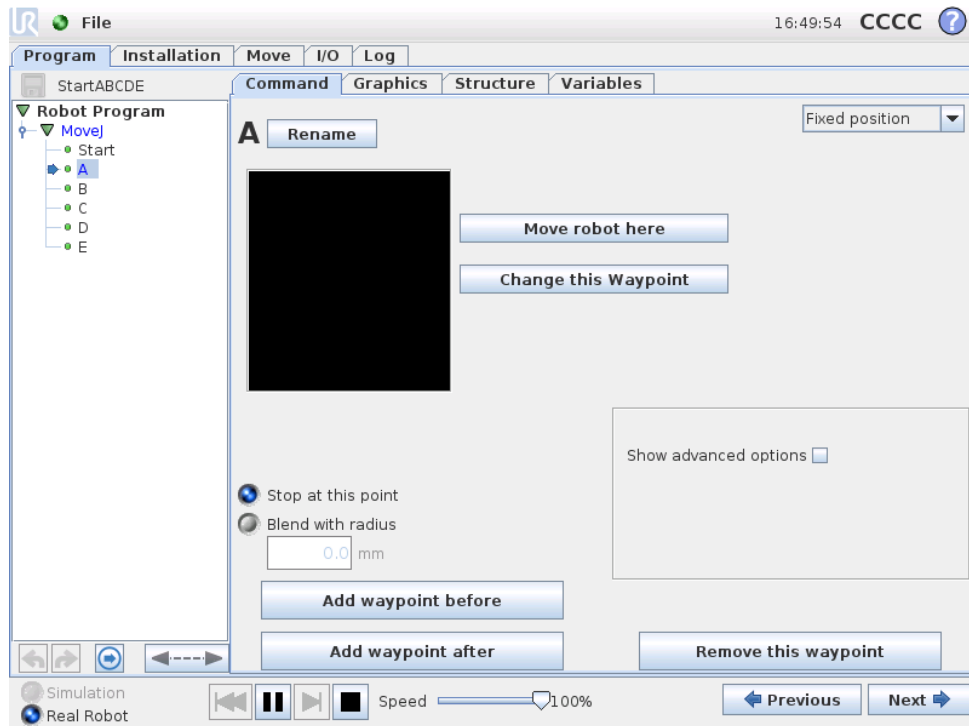 UR File 16:49:54 CCCC ?
Program Installation Move I/O Log
StartABCDE
Command Graphics Structure Variables
Robot Program
MoveJ
Start
A
B
C
D
E
A Rename
Fixed position
Move robot here
Change this Waypoint
Show advanced options
Stop at this point
Blend with radius
0.0 mm
Add waypoint before
Add waypoint after
Remove this waypoint
Simulation
Real Robot
Speed 100%
Previous Next